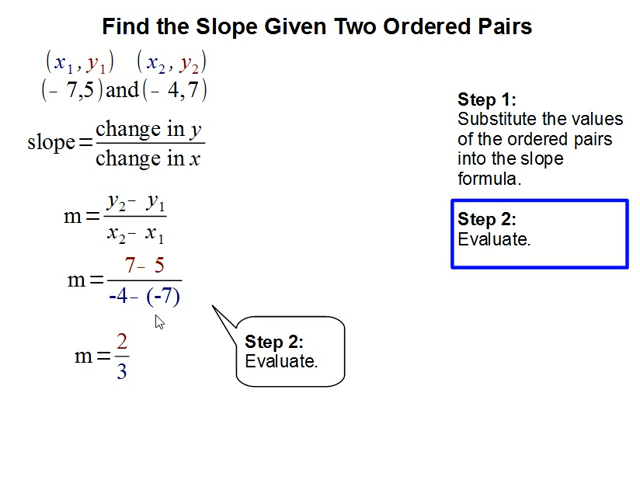 Find the Slope Given Two Ordered Pairs
(x₁, y₁) (x₂, y₂)
(– 7,5) and (– 4,7)
slope = change in y / change in x
m = y₂ – y₁ / x₂ – x₁
m = 7 – 5 / -4 – (-7)
m = 2 / 3
Step 2:
Evaluate.
Step 1:
Substitute the values
of the ordered pairs
into the slope
formula.
Step 2:
Evaluate.